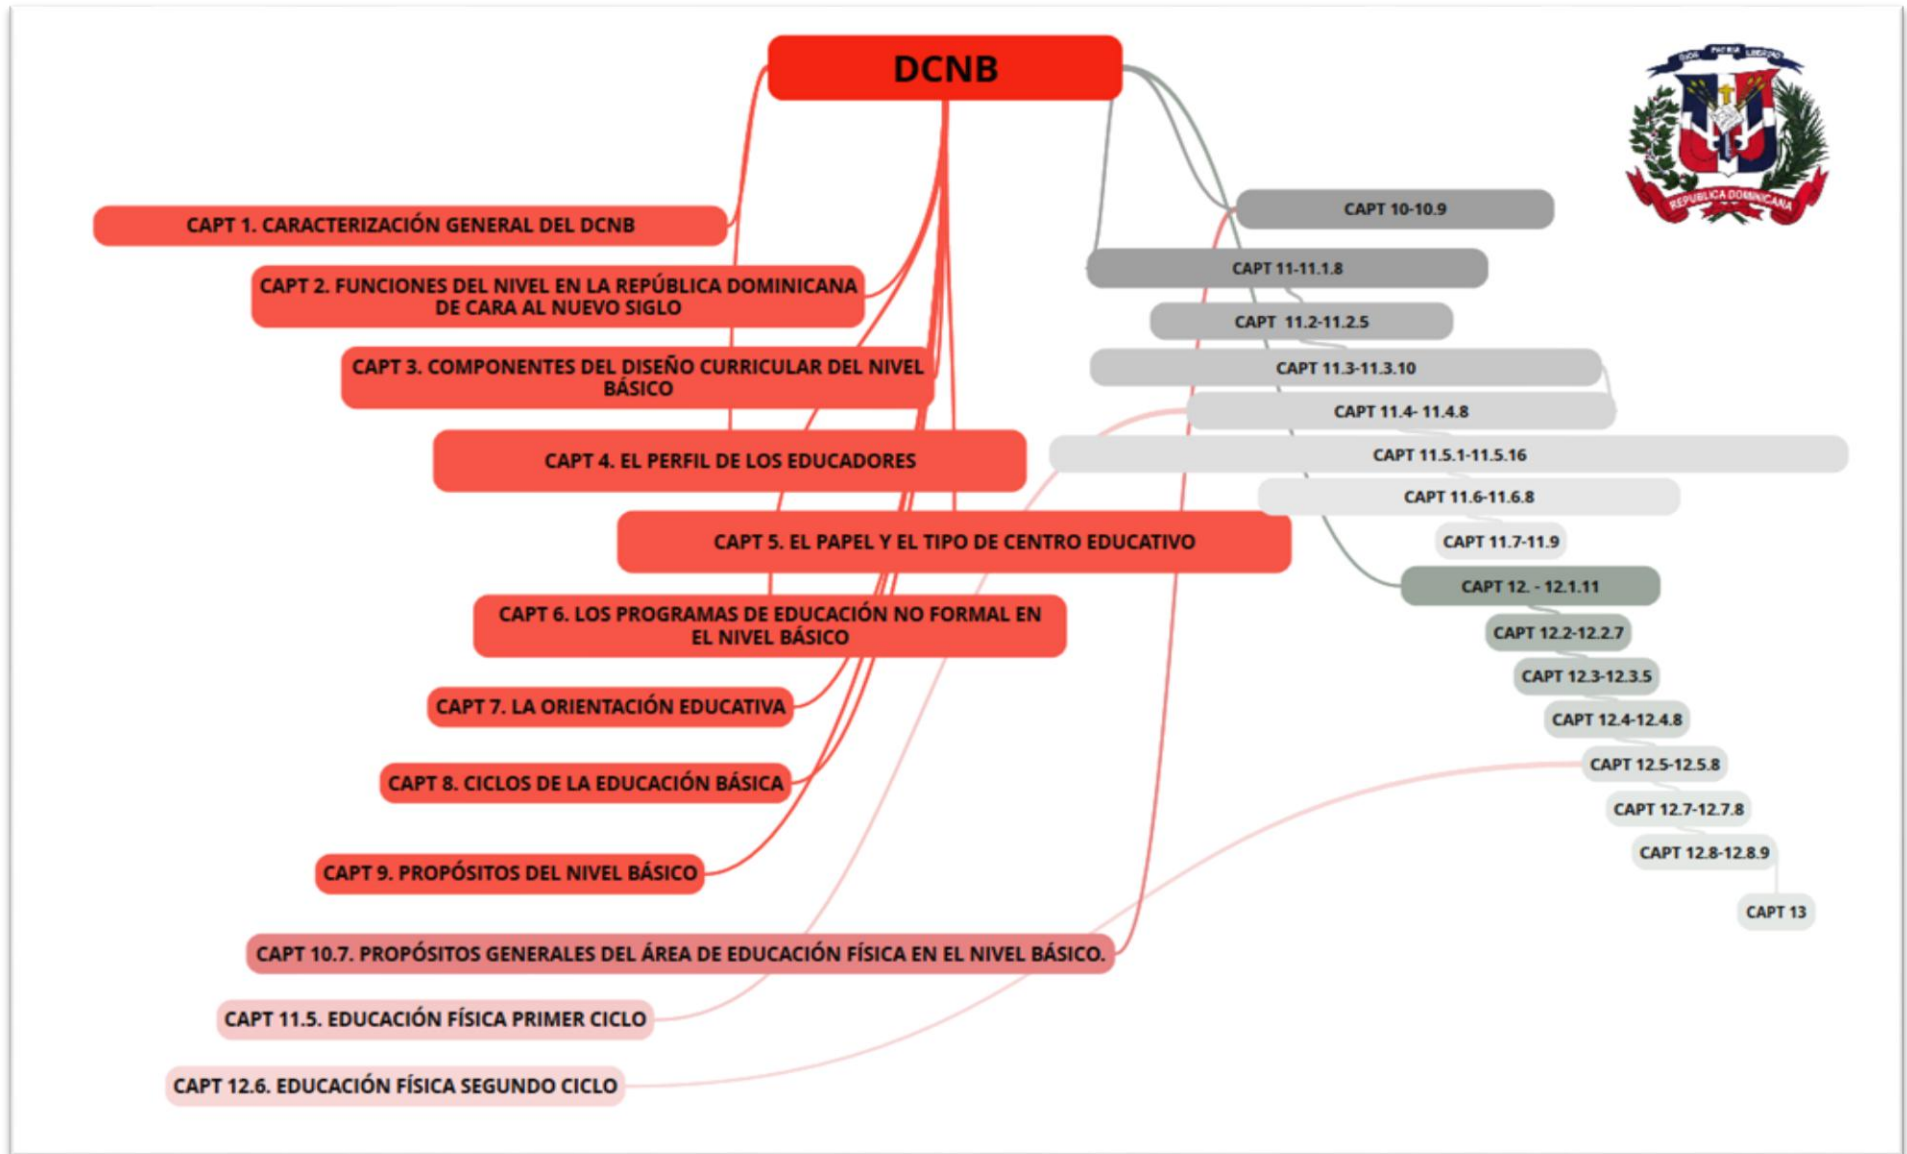 DCNB
DIOS PATRIA LIBERTAD
REPUBLICA DOMINICANA
CAPT 1. CARACTERIZACIÓN GENERAL DEL DCNB
CAPT 2. FUNCIONES DEL NIVEL EN LA REPÚBLICA DOMINICANA
DE CARA AL NUEVO SIGLO
CAPT 3. COMPONENTES DEL DISEÑO CURRICULAR DEL NIVEL
BÁSICO
CAPT 4. EL PERFIL DE LOS EDUCADORES
CAPT 5. EL PAPEL Y EL TIPO DE CENTRO EDUCATIVO
CAPT 6. LOS PROGRAMAS DE EDUCACIÓN NO FORMAL EN
EL NIVEL BÁSICO
CAPT 7. LA ORIENTACIÓN EDUCATIVA
CAPT 8. CICLOS DE LA EDUCACIÓN BÁSICA
CAPT 9. PROPÓSITOS DEL NIVEL BÁSICO
CAPT 10.7. PROPÓSITOS GENERALES DEL ÁREA DE EDUCACIÓN FÍSICA EN EL NIVEL BÁSICO.
CAPT 11.5. EDUCACIÓN FÍSICA PRIMER CICLO
CAPT 12.6. EDUCACIÓN FÍSICA SEGUNDO CICLO
CAPT 10-10.9
CAPT 11-11.1.8
CAPT 11.2-11.2.5
CAPT 11.3-11.3.10
CAPT 11.4- 11.4.8
CAPT 11.5.1-11.5.16
CAPT 11.6-11.6.8
CAPT 11.7-11.9
CAPT 12. - 12.1.11
CAPT 12.2-12.2.7
CAPT 12.3-12.3.5
CAPT 12.4-12.4.8
CAPT 12.5-12.5.8
CAPT 12.7-12.7.8
CAPT 12.8-12.8.9
CAPT 13